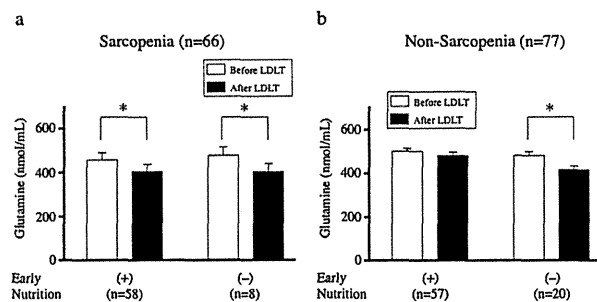 a
Sarcopenia (n=66)
Before LDLT
After LDLT
Glutamine (nmol/mL)
600
400
200
0
*
*
Early Nutrition
(+)
(n=58)
(−)
(n=8)
b
Non-Sarcopenia (n=77)
Before LDLT
After LDLT
Glutamine (nmol/mL)
600
400
200
0
*
Early Nutrition
(+)
(n=57)
(−)
(n=20)